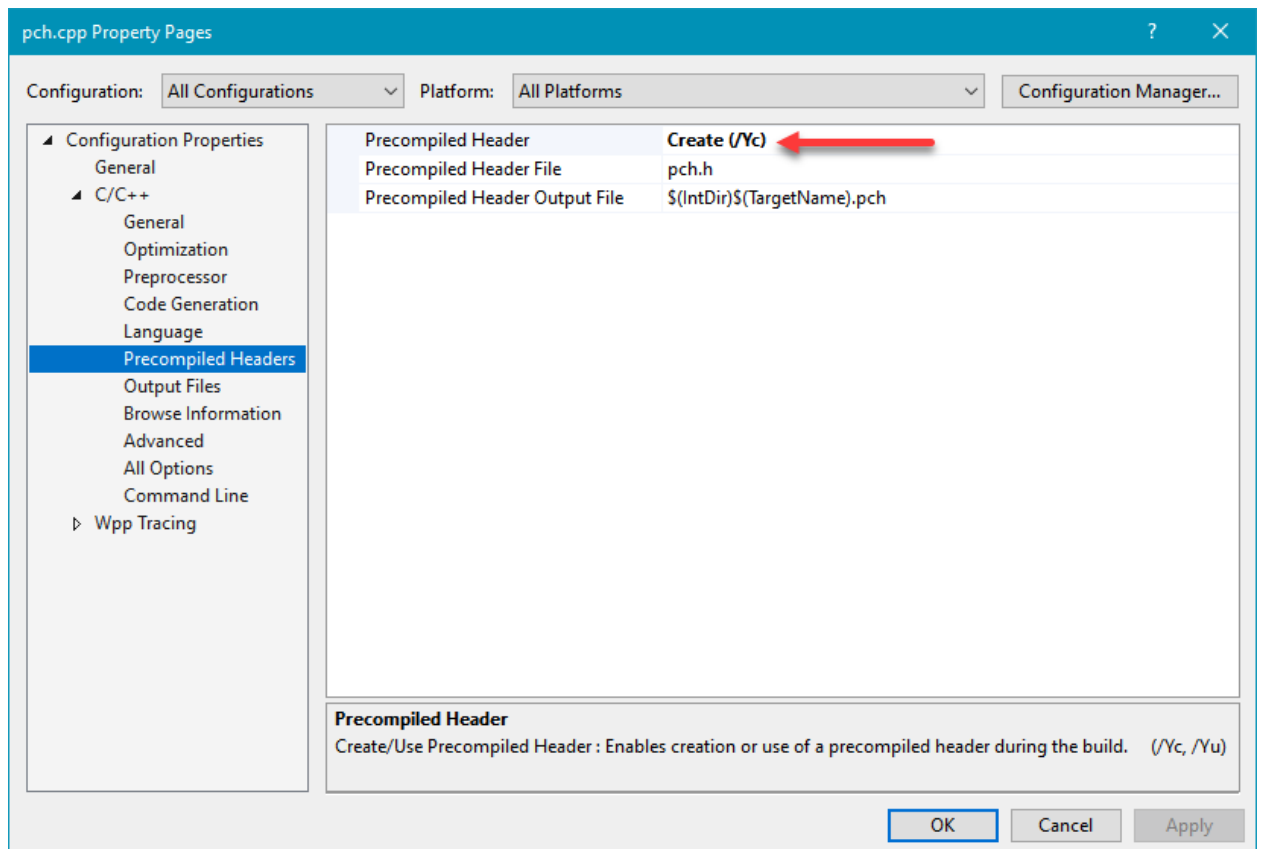 pch.cpp Property Pages ?
Configuration: All Configurations Platform: All Platforms Configuration Manager...
Configuration Properties
General
C/C++
General
Optimization
Preprocessor
Code Generation
Language
Precompiled Headers
Output Files
Browse Information
Advanced
All Options
Command Line
Wpp Tracing
Precompiled Header Create (/Yc)
Precompiled Header File pch.h
Precompiled Header Output File $(IntDir)$(TargetName).pch
Precompiled Header
Create/Use Precompiled Header : Enables creation or use of a precompiled header during the build. (/Yc, /Yu)
OK Cancel Apply